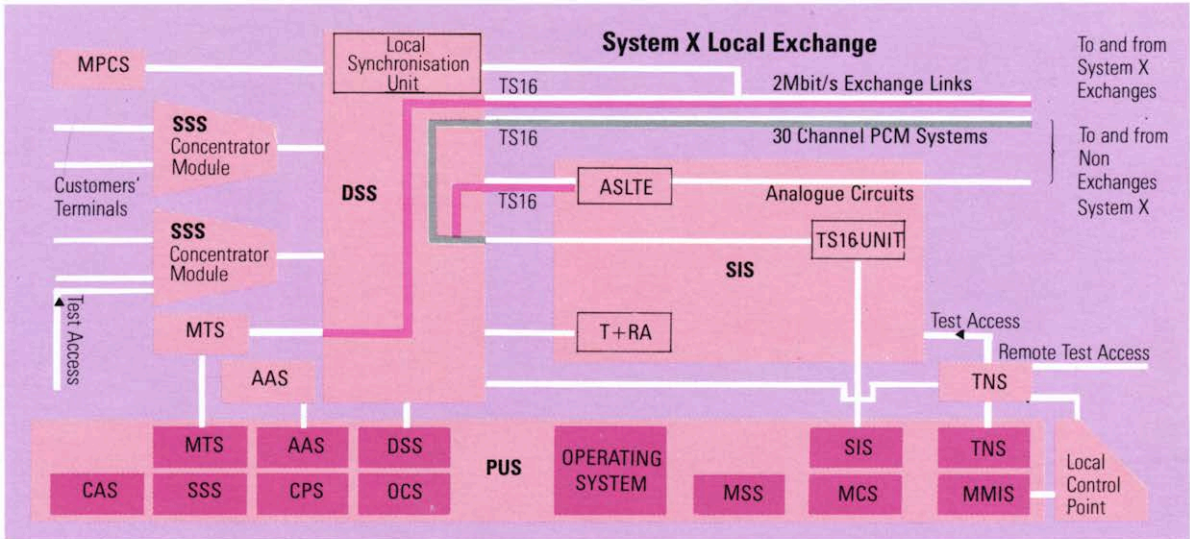 System X Local Exchange
MPCS
Local
Synchronisation
Unit
TS16
2Mbit/s Exchange Links
To and from
System X
Exchanges
SSS
Concentrator
Module
TS16
30 Channel PCM Systems
To and from
Non
Exchanges
System X
Customers'
Terminals
DSS
TS16
ASLTE
Analogue Circuits
SSS
Concentrator
Module
TS16 UNIT
SIS
Test Access
MTS
T+RA
Test Access
Remote Test Access
AAS
TNS
MTS
AAS
DSS
PUS
OPERATING
SYSTEM
SIS
TNS
Local
Control
Point
CAS
SSS
CPS
OCS
MSS
MCS
MMIS